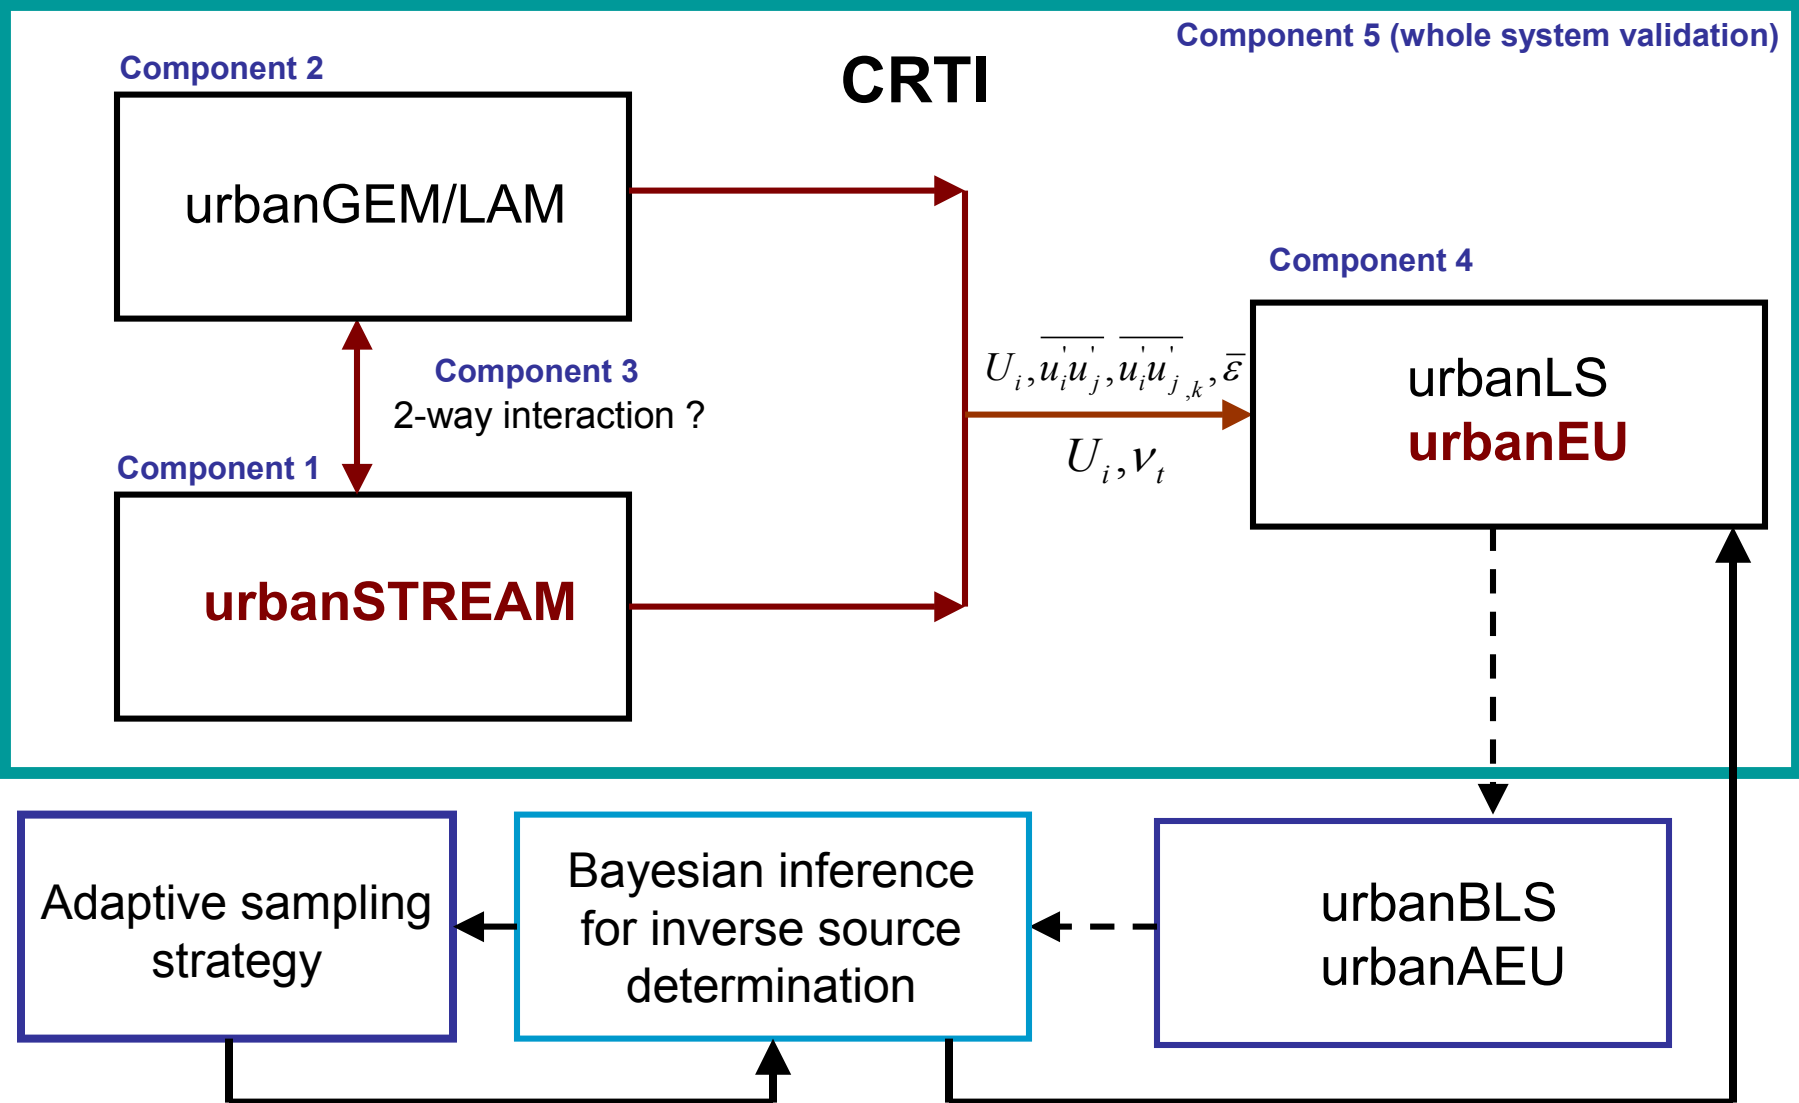 Component 5 (whole system validation)
CRTI
Component 2
urbanGEM/LAM
Component 3
2-way interaction ?
Component 1
urbanSTREAM
$U_i, \overline{u_i' u_j'}, \overline{u_i' u_j'}_{,k}, \overline{\varepsilon}$
$U_i, \nu_t$
Component 4
urbanLS
urbanEU
Adaptive sampling
strategy
Bayesian inference
for inverse source
determination
urbanBLS
urbanAEU